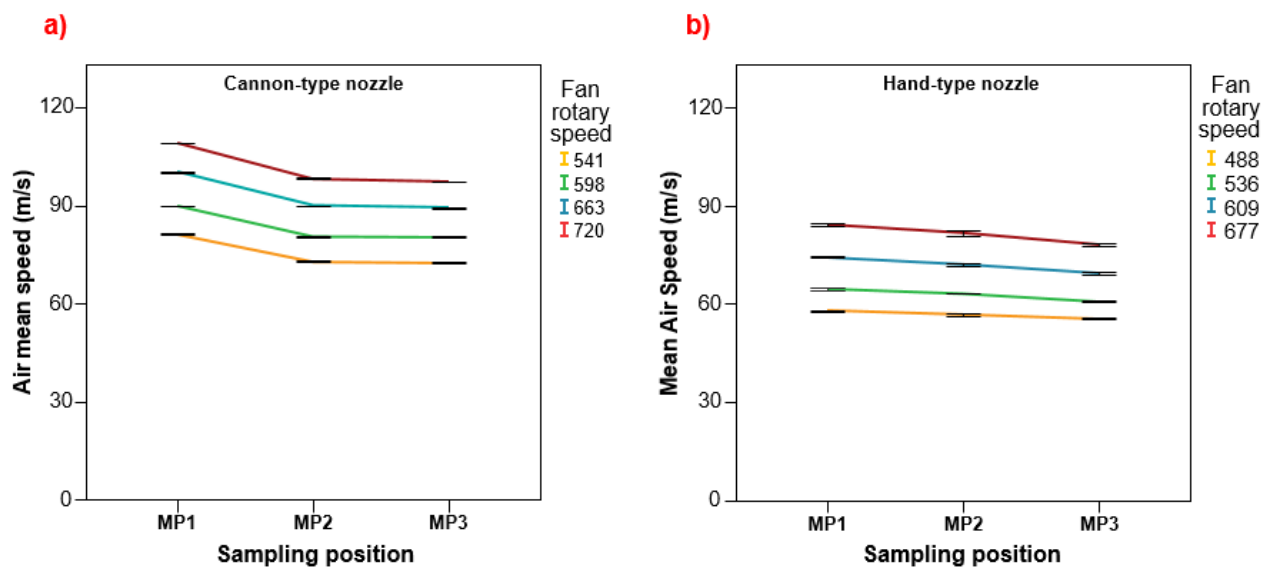 a)
Cannon-type nozzle
Fan
rotary
speed
541
598
663
720
120
90
60
30
0
Air mean speed (m/s)
MP1 MP2 MP3
Sampling position
b)
Hand-type nozzle
Fan
rotary
speed
488
536
609
677
120
90
60
30
0
Mean Air Speed (m/s)
MP1 MP2 MP3
Sampling position